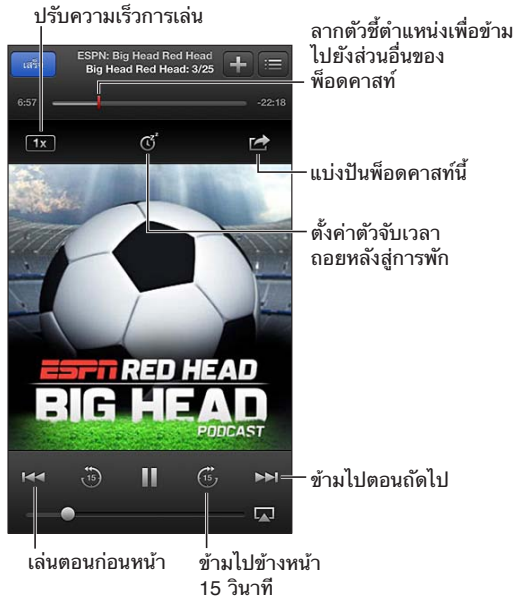 ปรับความเร็วการเล่น
ลากตัวชี้ตำแหน่งเพื่อข้าม
ไปยังส่วนอื่นของ
พ็อดคาสท์
เสร็จ
ESPN: Big Head Red Head
Big Head Red Head: 3/25
6:57
-22:18
1x
แบ่งปันพ็อดคาสท์นี้
ตั้งค่าตัวจับเวลา
ถอยหลังสู่การพัก
ESPN RED HEAD
BIG HEAD
PODCAST
15
15
ข้ามไปตอนถัดไป
เล่นตอนก่อนหน้า
ข้ามไปข้างหน้า
15 วินาที